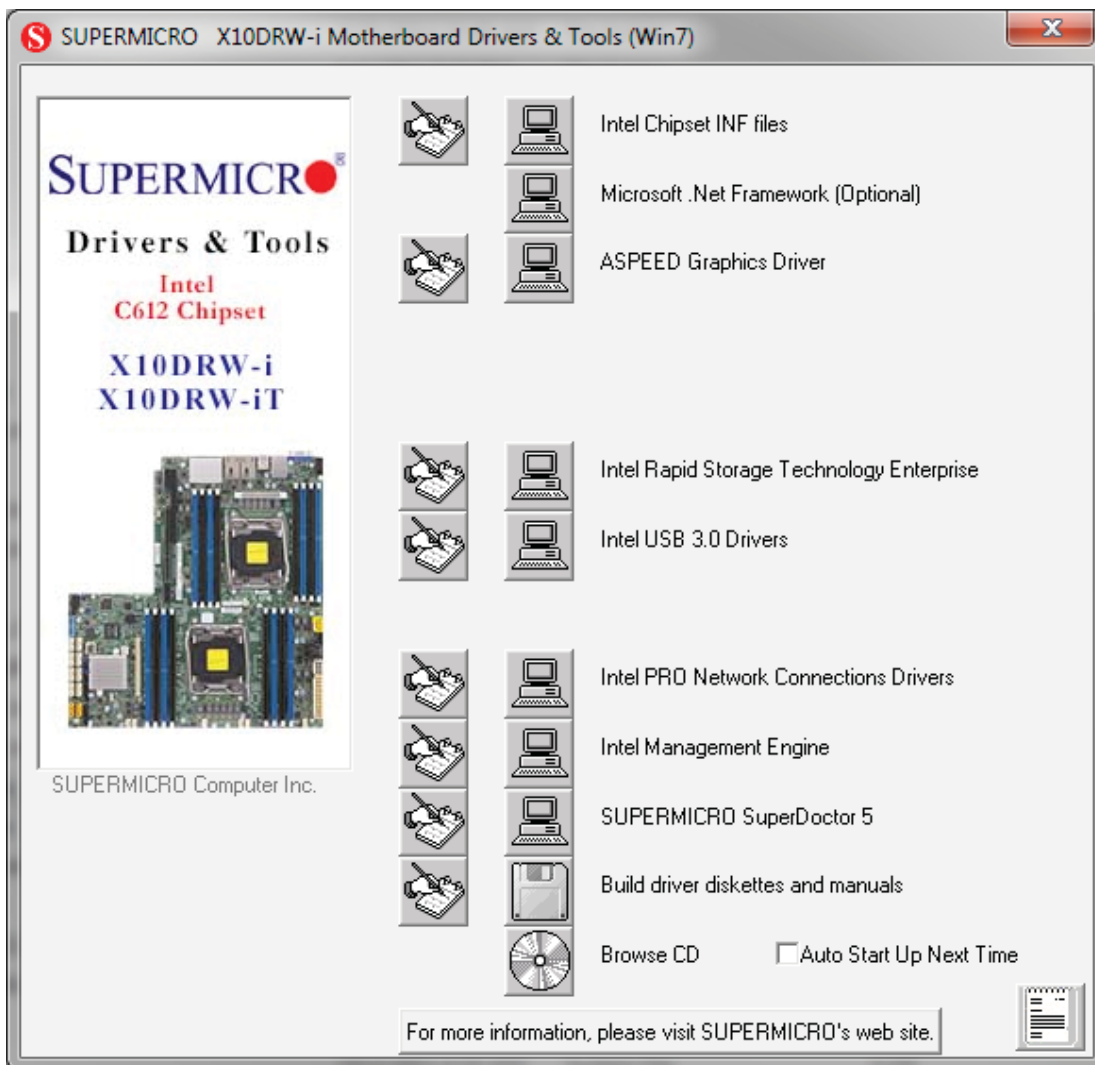 SUPERMICRO X10DRW-i Motherboard Drivers & Tools (Win7)
SUPERMICRO®
Drivers & Tools
Intel
C612 Chipset
X10DRW-i
X10DRW-iT
SUPERMICRO Computer Inc.
Intel Chipset INF files
Microsoft .Net Framework (Optional)
ASPEED Graphics Driver
Intel Rapid Storage Technology Enterprise
Intel USB 3.0 Drivers
Intel PRO Network Connections Drivers
Intel Management Engine
SUPERMICRO SuperDoctor 5
Build driver diskettes and manuals
Browse CD Auto Start Up Next Time
For more information, please visit SUPERMICRO's web site.